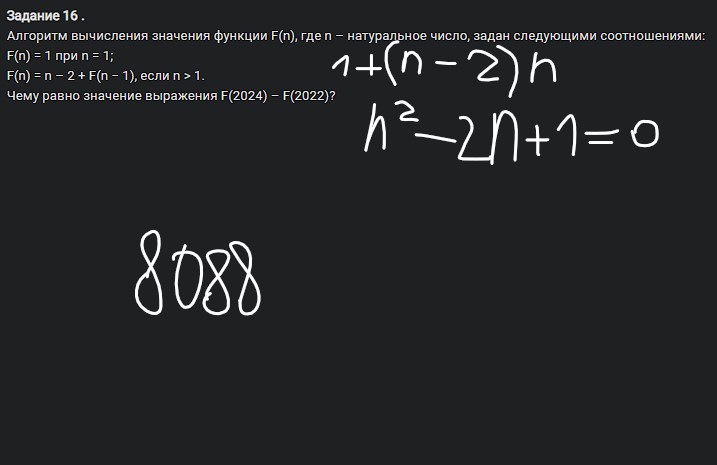 Задание 16 .
Алгоритм вычисления значения функции F(n), где n – натуральное число, задан следующими соотношениями:
F(n) = 1 при n = 1;
F(n) = n − 2 + F(n − 1), если n > 1.
Чему равно значение выражения F(2024) – F(2022)?
1+(n-2)n
n²-2n+1=0
8088